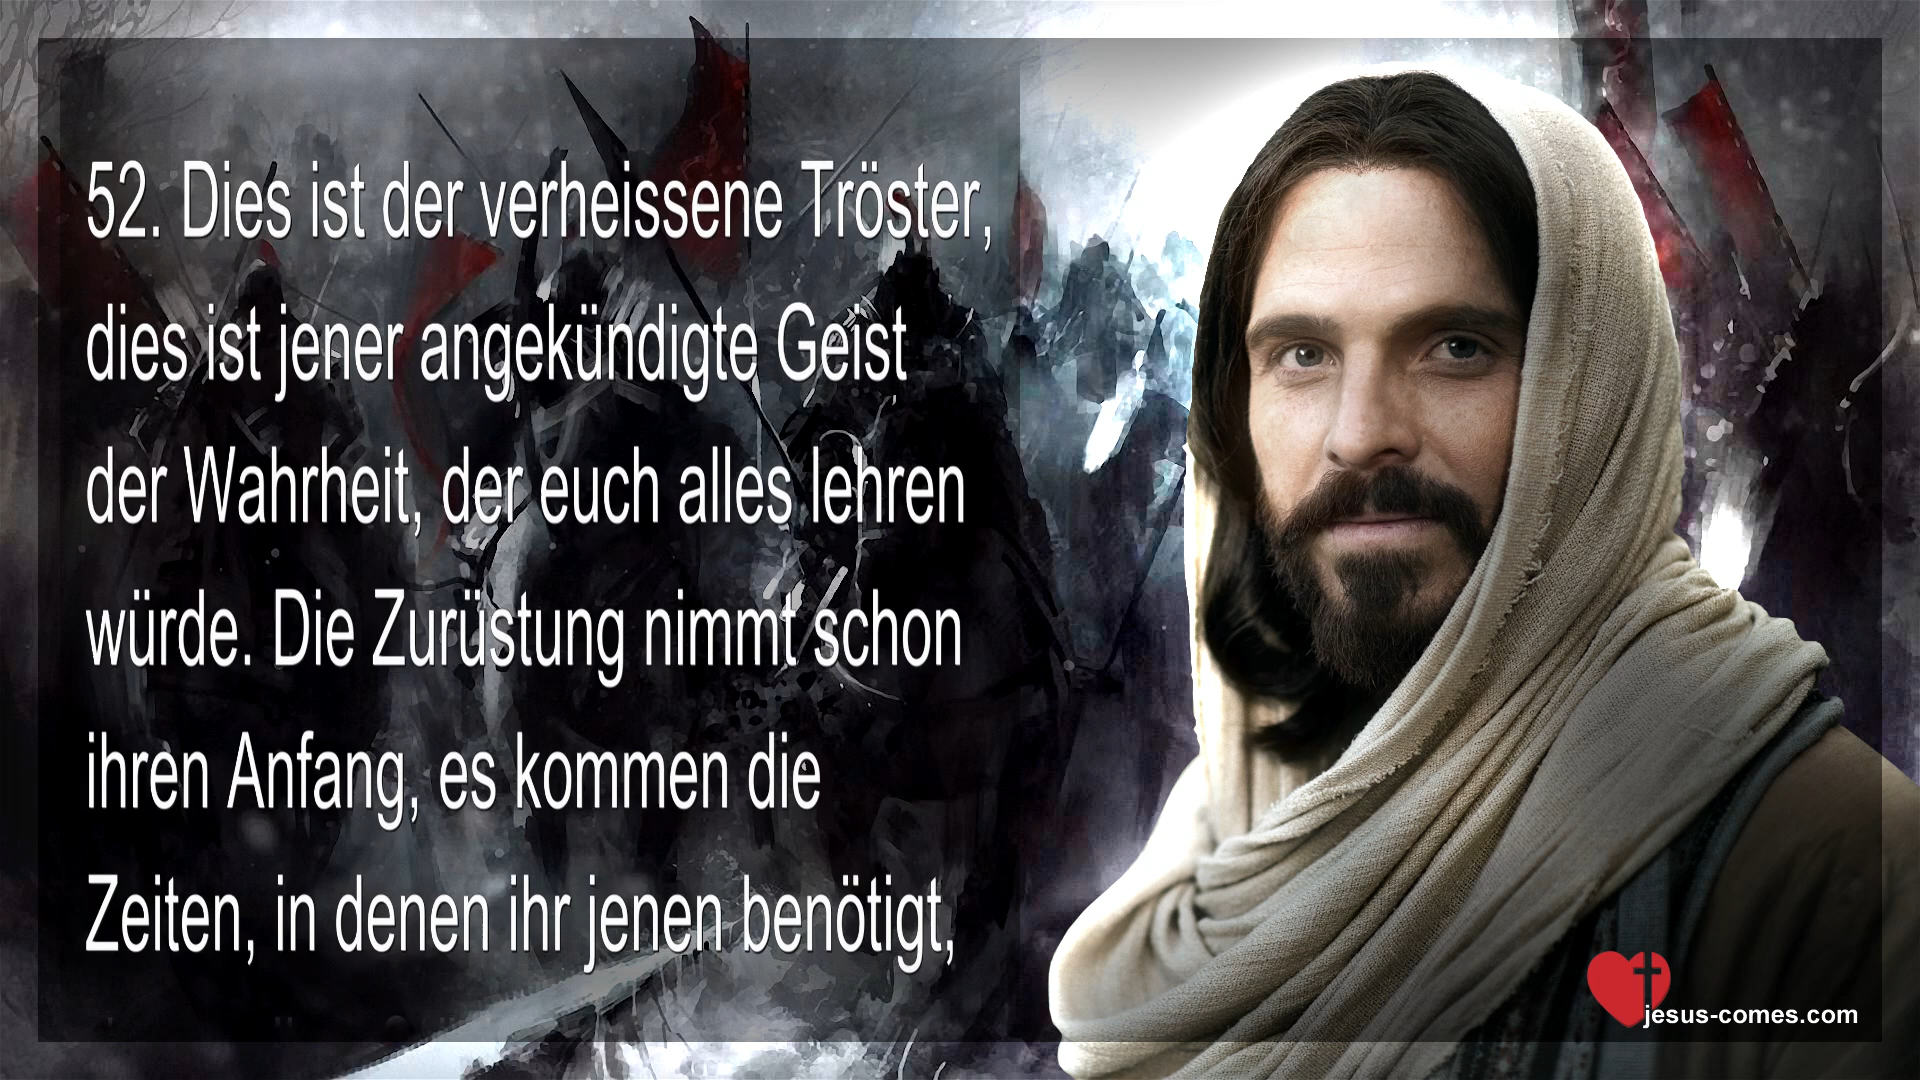 52. Dies ist der verheissene Tröster,
dies ist jener angekündigte Geist
der Wahrheit, der euch alles lehren
würde. Die Zurüstung nimmt schon
ihren Anfang, es kommen die
Zeiten, in denen ihr jenen benötigt,
jesus-comes.com